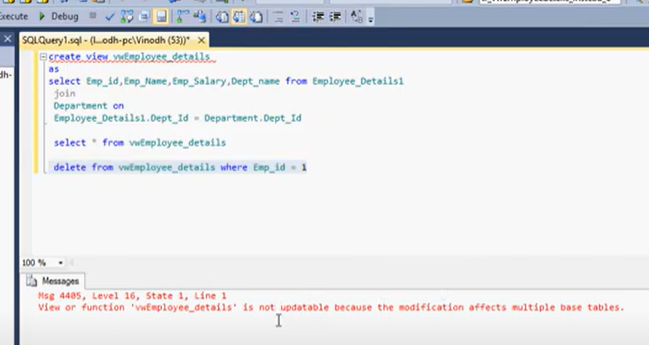 Execute Debug
SQLQuery1.sql - (l...odh-pc\Vinodh (53))*
create view vwEmployee_details
as
select Emp_id,Emp_Name,Emp_Salary,Dept_name from Employee_Details1
join
Department on
Employee_Details1.Dept_Id = Department.Dept_Id
select * from vwEmployee_details
delete from vwEmployee_details where Emp_id = 1
100 %
Messages
Msg 4405, Level 16, State 1, Line 1
View or function 'vwEmployee_details' is not updatable because the modification affects multiple base tables.